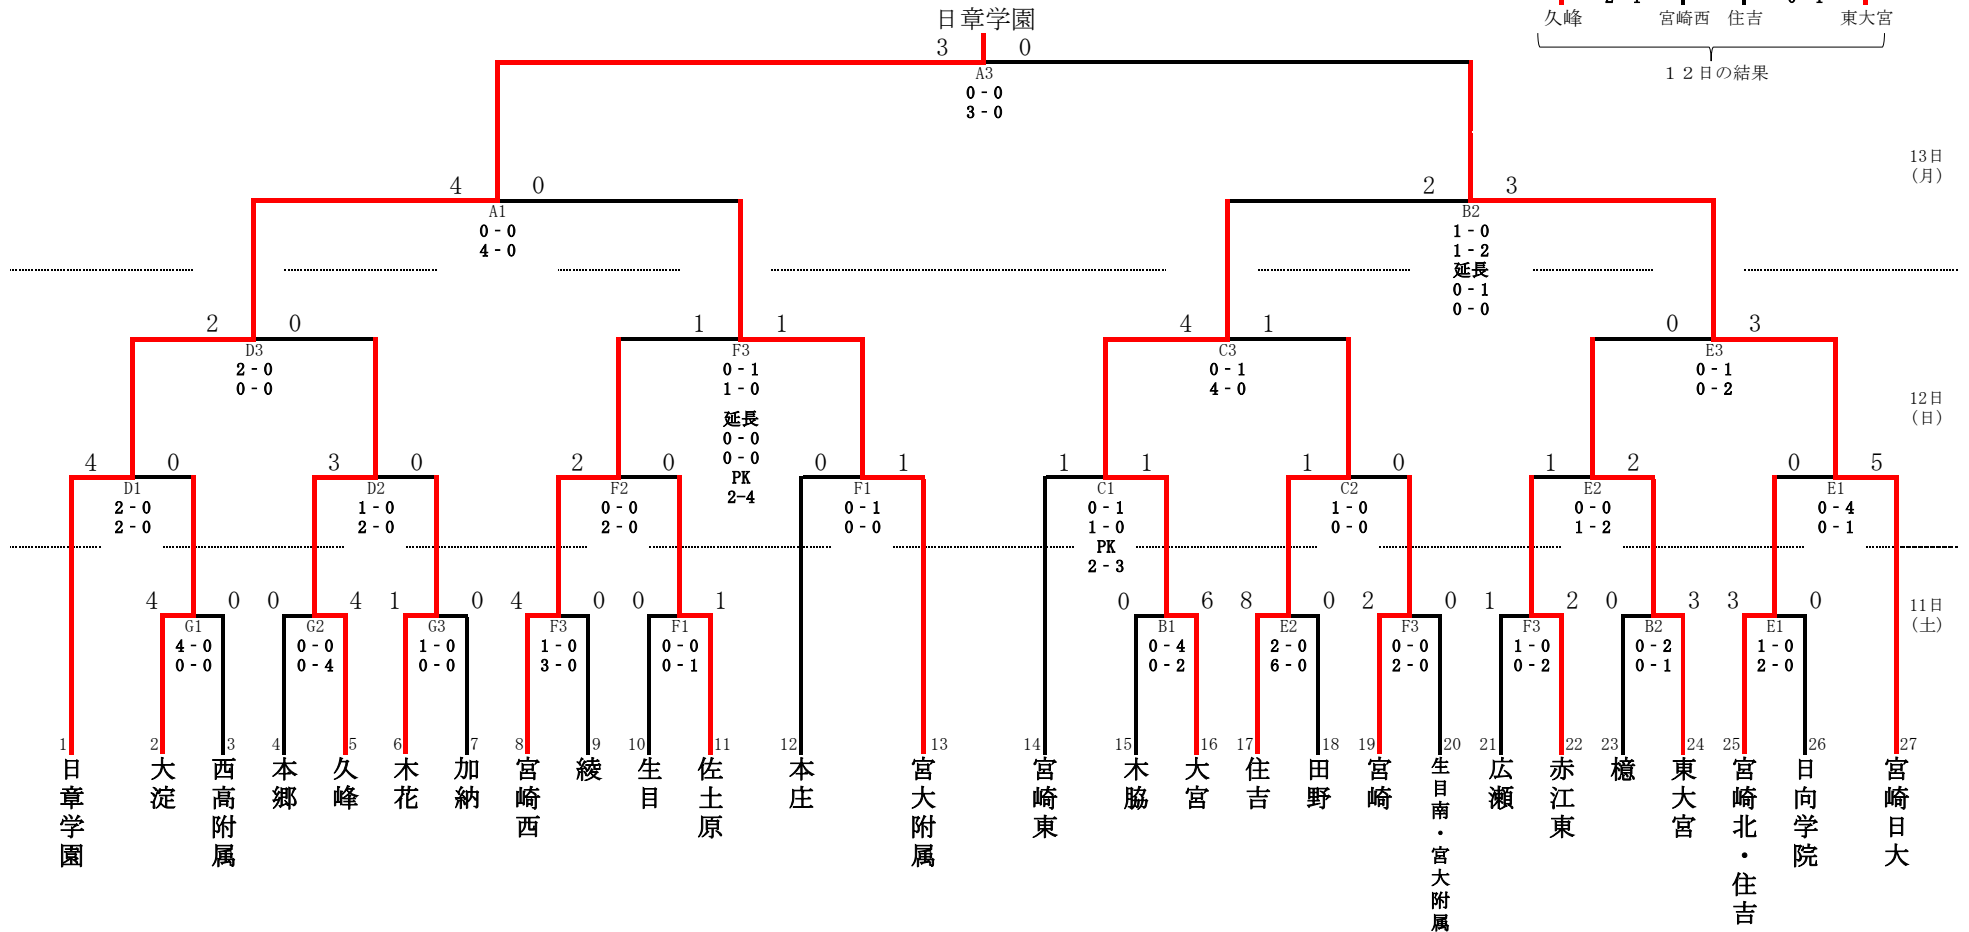 2 - 1
0 - 1
久峰 宮崎西 住吉 東大宮
１２日の結果
日章学園
3 0
A3
0 - 0
3 - 0
13日
(月)
4 0
A1
0 - 0
4 - 0
2 3
B2
1 - 0
1 - 2
延長
0 - 1
0 - 0
2 0
D3
2 - 0
0 - 0
1 1
F3
0 - 1
1 - 0
延長
0 - 0
0 - 0
PK
2-4
4 1
C3
0 - 1
4 - 0
0 3
E3
0 - 1
0 - 2
12日
(日)
4 0
D1
2 - 0
2 - 0
3 0
D2
1 - 0
2 - 0
2 0
F2
0 - 0
2 - 0
0 1
F1
0 - 1
0 - 0
1 1
C1
0 - 1
1 - 0
PK
2 - 3
1 0
C2
1 - 0
0 - 0
1 2
E2
0 - 0
1 - 2
0 5
E1
0 - 4
0 - 1
11日
(土)
4 0
G1
4 - 0
0 - 0
0 4
G2
0 - 0
0 - 4
1 0
G3
1 - 0
0 - 0
4 0
F3
1 - 0
3 - 0
0 1
F1
0 - 0
0 - 1
0 6
B1
0 - 4
0 - 2
8 0
E2
2 - 0
6 - 0
2 0
F3
0 - 0
2 - 0
1 2
F3
1 - 0
0 - 2
0 3
B2
0 - 2
0 - 1
3 0
E1
1 - 0
2 - 0
1 日章学園
2 大淀
3 西高附属
4 本郷
5 久峰
6 木花
7 加納
8 宮崎西
9 綾
10 生目
11 佐土原
12 本庄
13 宮大附属
14 宮崎東
15 木脇
16 大宮
17 住吉
18 田野
19 宮崎
20 生目南・宮大附属
21 広瀬
22 赤江東
23 檍
24 東大宮
25 宮崎北・住吉
26 日向学院
27 宮崎日大